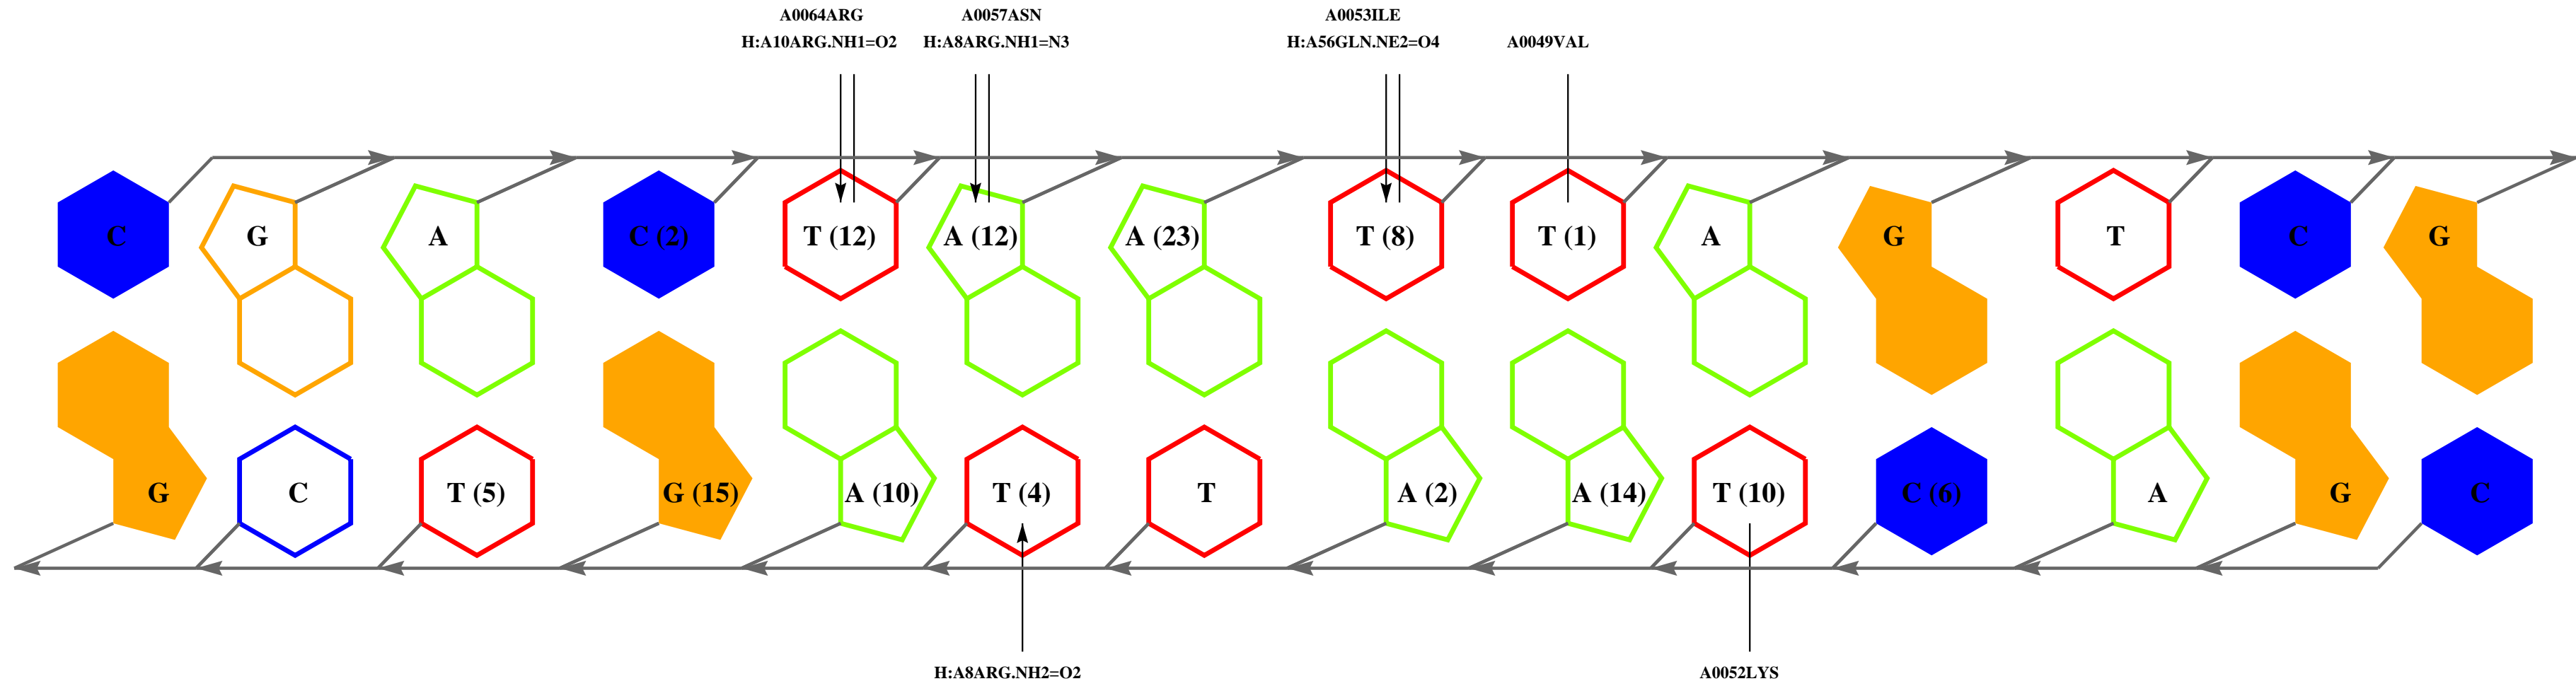 A0064ARG A0057ASN A0053ILE
H:A10ARG.NH1=O2 H:A8ARG.NH1=N3 H:A56GLN.NE2=O4 A0049VAL
C G A C (2) T (12) A (12) A (23) T (8) T (1) A G T C G
G C T (5) G (15) A (10) T (4) T A (2) A (14) T (10) C (6) A G C
H:A8ARG.NH2=O2 A0052LYS